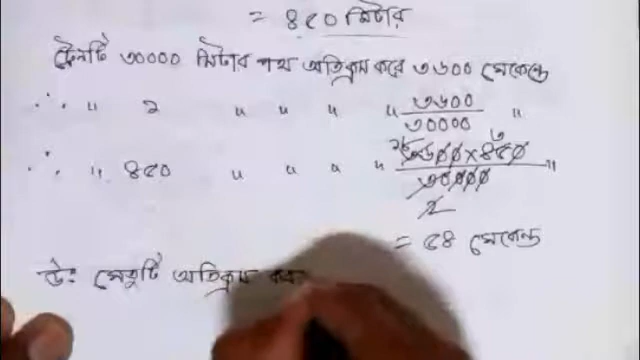 = ৪৫০ মিটার
ট্রেনটি ৩০০০০ মিটার পথ অতিক্রম করে ৩৬০০ সেকেন্ডে
∴ " ১ " " " " ৩৬০০/৩০০০০ "
∴ " ৪৫০ " " " " ৩৬০০×৪৫০/৩০০০০ "
= ৫৪ সেকেন্ড
উঃ সেতুটি অতিক্রম